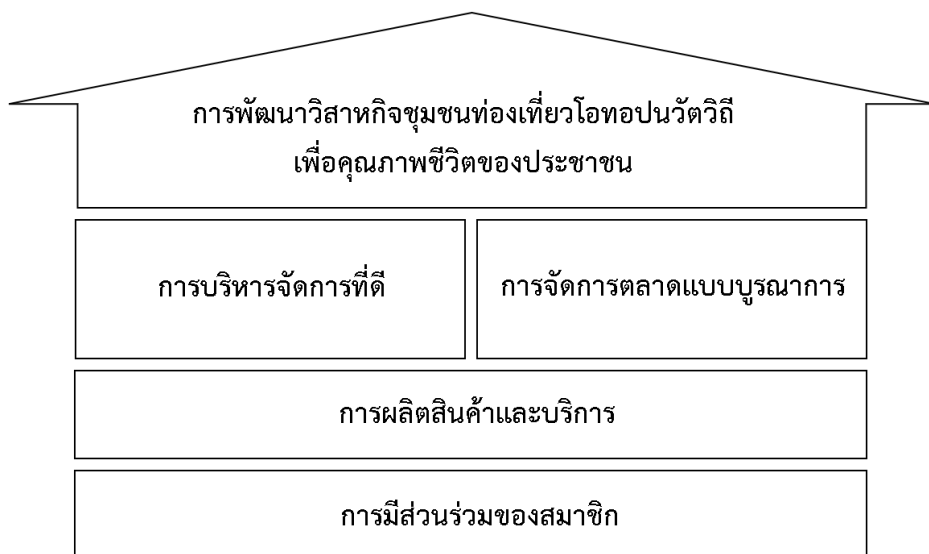 การพัฒนาวิสาหกิจชุมชนท่องเที่ยวโอทอปนวัตวิถี
เพื่อคุณภาพชีวิตของประชาชน
การบริหารจัดการที่ดี
การจัดการตลาดแบบบูรณาการ
การผลิตสินค้าและบริการ
การมีส่วนร่วมของสมาชิก